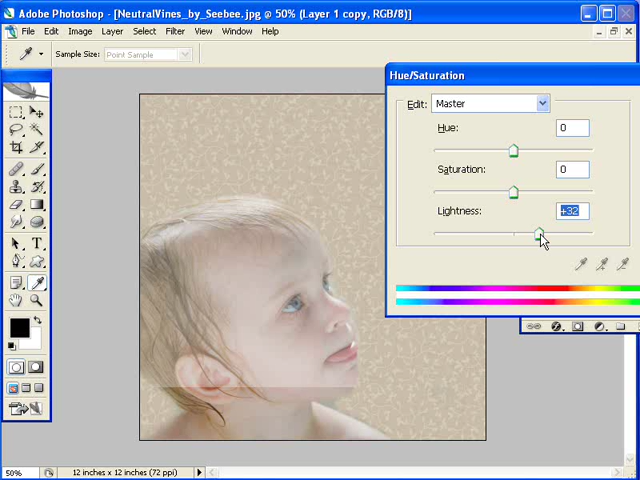 Adobe Photoshop - [NeutralVines_by_Seebee.jpg @ 50% (Layer 1 copy, RGB/8)]
File Edit Image Layer Select Filter View Window Help
Sample Size: Point Sample
Hue/Saturation
Edit: Master
Hue: 0
Saturation: 0
Lightness: +32
T
50% 12 inches x 12 inches (72 ppi)